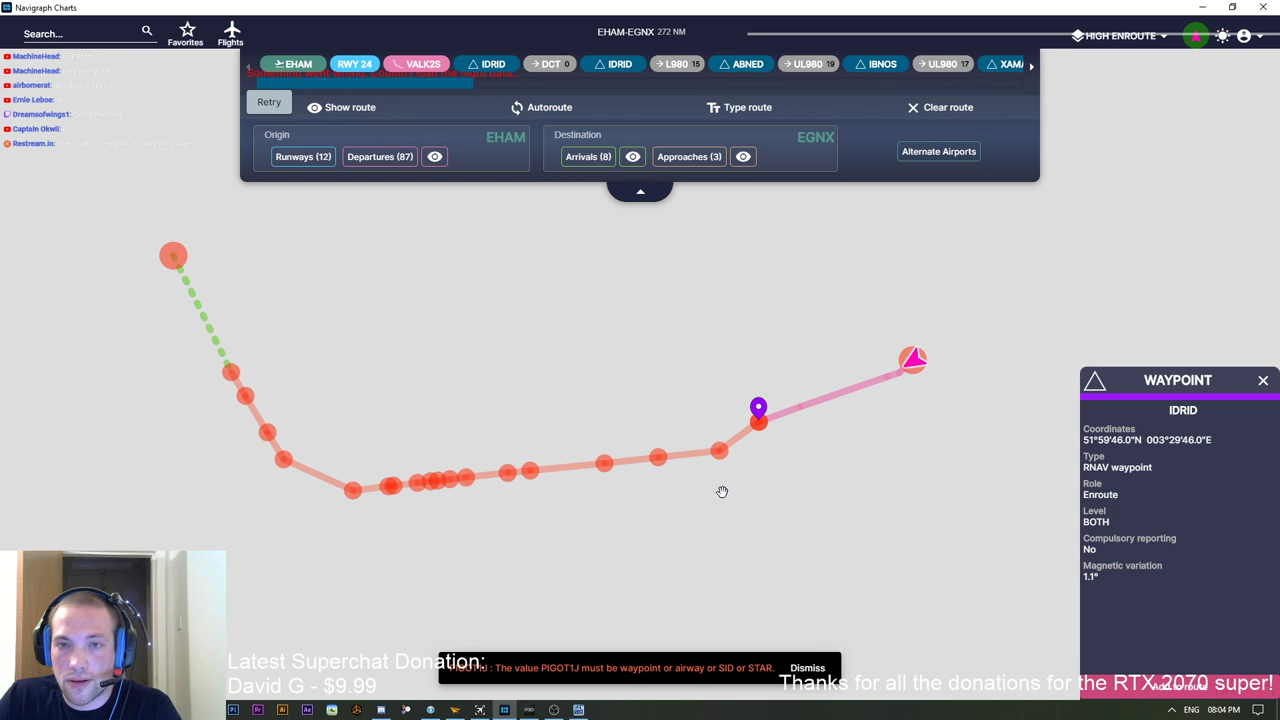 Navigraph Charts
Search...
Favorites
Flights
EHAM-EGNX 272 NM
HIGH ENROUTE
EHAM
RWY 24
VALK2S
IDRID
DCT 0
IDRID
L980 15
ABNED
UL980 19
IBNOS
UL980 17
XAMA
Retry
Show route
Autoroute
Type route
Clear route
Origin
EHAM
Runways (12)
Departures (87)
Destination
EGNX
Arrivals (8)
Approaches (3)
Alternate Airports
MachineHead:
MachineHead:
airbomerat:
Ernie Leboe:
Dreamsofwings1:
Captain Okwil:
Restream.io:
WAYPOINT
IDRID
Coordinates
51°59'46.0"N 003°29'46.0"E
Type
RNAV waypoint
Role
Enroute
Level
BOTH
Compulsory reporting
No
Magnetic variation
1.1°
Add to route
: The value PIGOT1J must be waypoint or airway or SID or STAR.
Dismiss
Latest Superchat Donation:
David G - $9.99
Thanks for all the donations for the RTX 2070 super!
ENG
08:04 PM